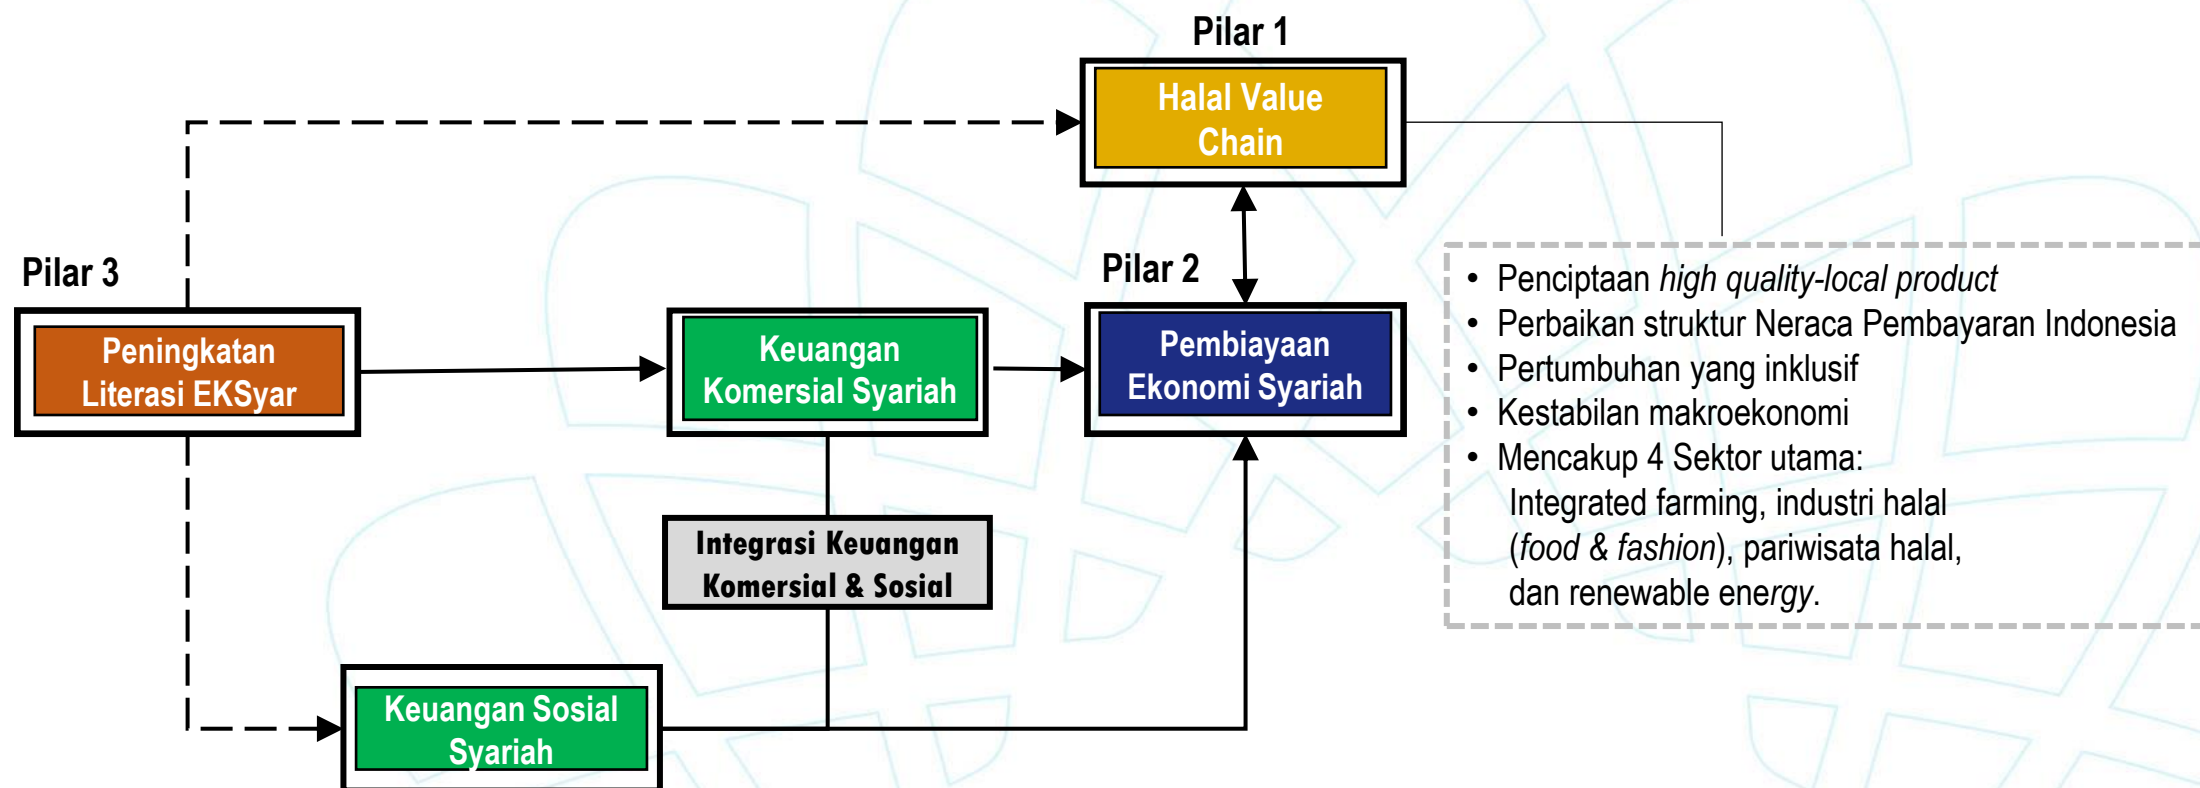 Pilar 1
Halal Value
Chain
Pilar 3
Peningkatan
Literasi EKSyar
Keuangan
Komersial Syariah
Pilar 2
Pembiayaan
Ekonomi Syariah
Integrasi Keuangan
Komersial & Sosial
Keuangan Sosial
Syariah
• Penciptaan high quality-local product
• Perbaikan struktur Neraca Pembayaran Indonesia
• Pertumbuhan yang inklusif
• Kestabilan makroekonomi
• Mencakup 4 Sektor utama:
Integrated farming, industri halal
(food & fashion), pariwisata halal,
dan renewable energy.